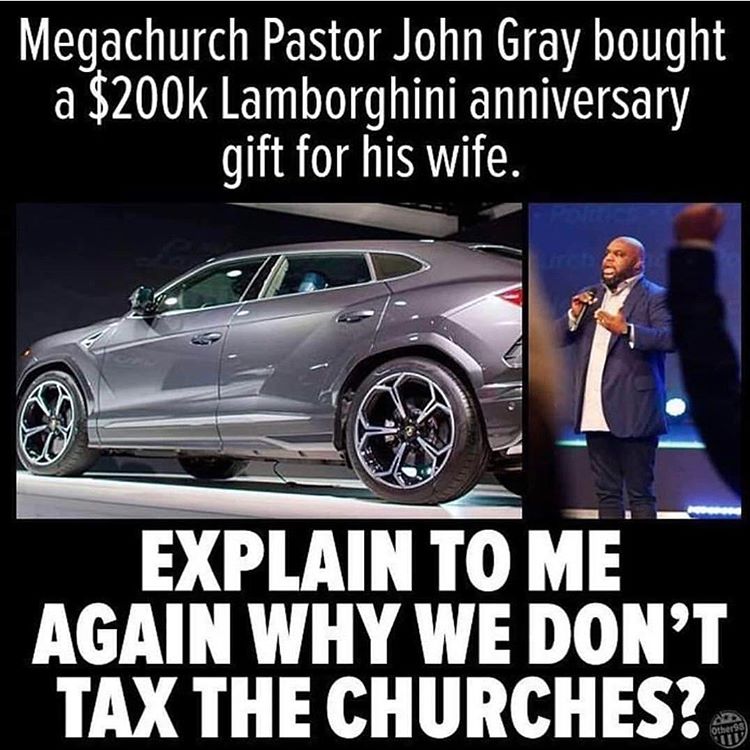 Megachurch Pastor John Gray bought
a $200k Lamborghini anniversary
gift for his wife.
EXPLAIN TO ME
AGAIN WHY WE DON'T
TAX THE CHURCHES?
Other98